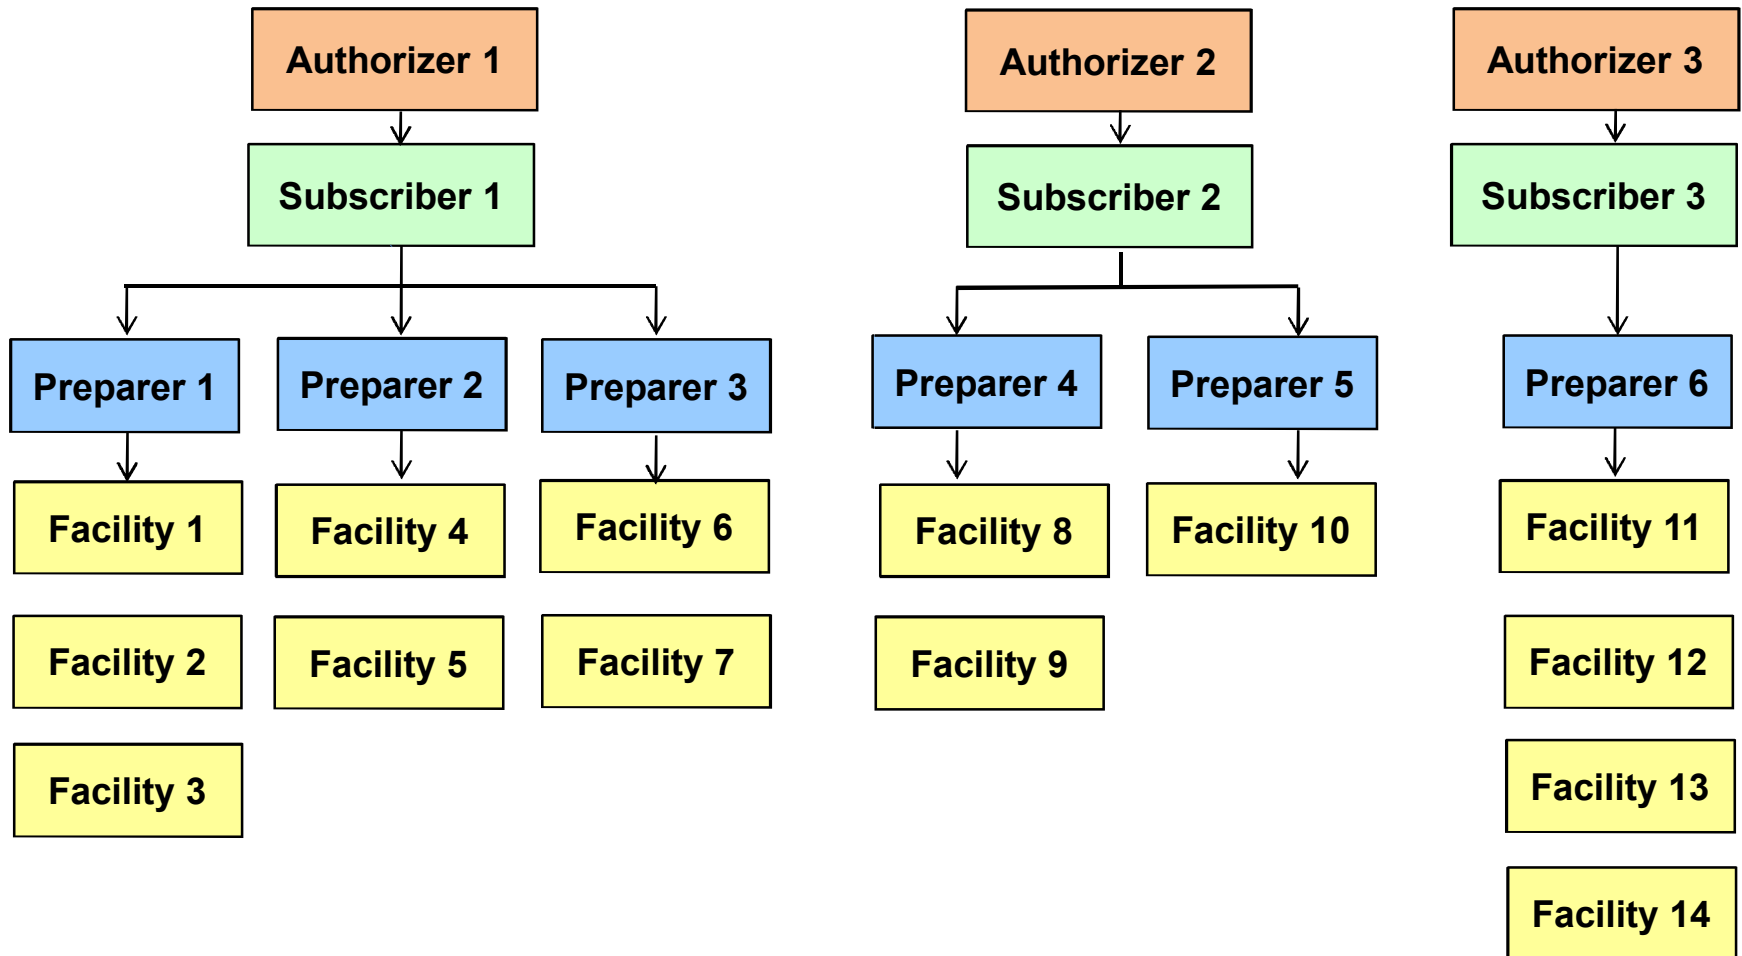 Authorizer 1
Authorizer 2
Authorizer 3
Subscriber 1
Subscriber 2
Subscriber 3
Preparer 1
Preparer 2
Preparer 3
Preparer 4
Preparer 5
Preparer 6
Facility 1
Facility 4
Facility 6
Facility 8
Facility 10
Facility 11
Facility 2
Facility 5
Facility 7
Facility 9
Facility 12
Facility 3
Facility 13
Facility 14